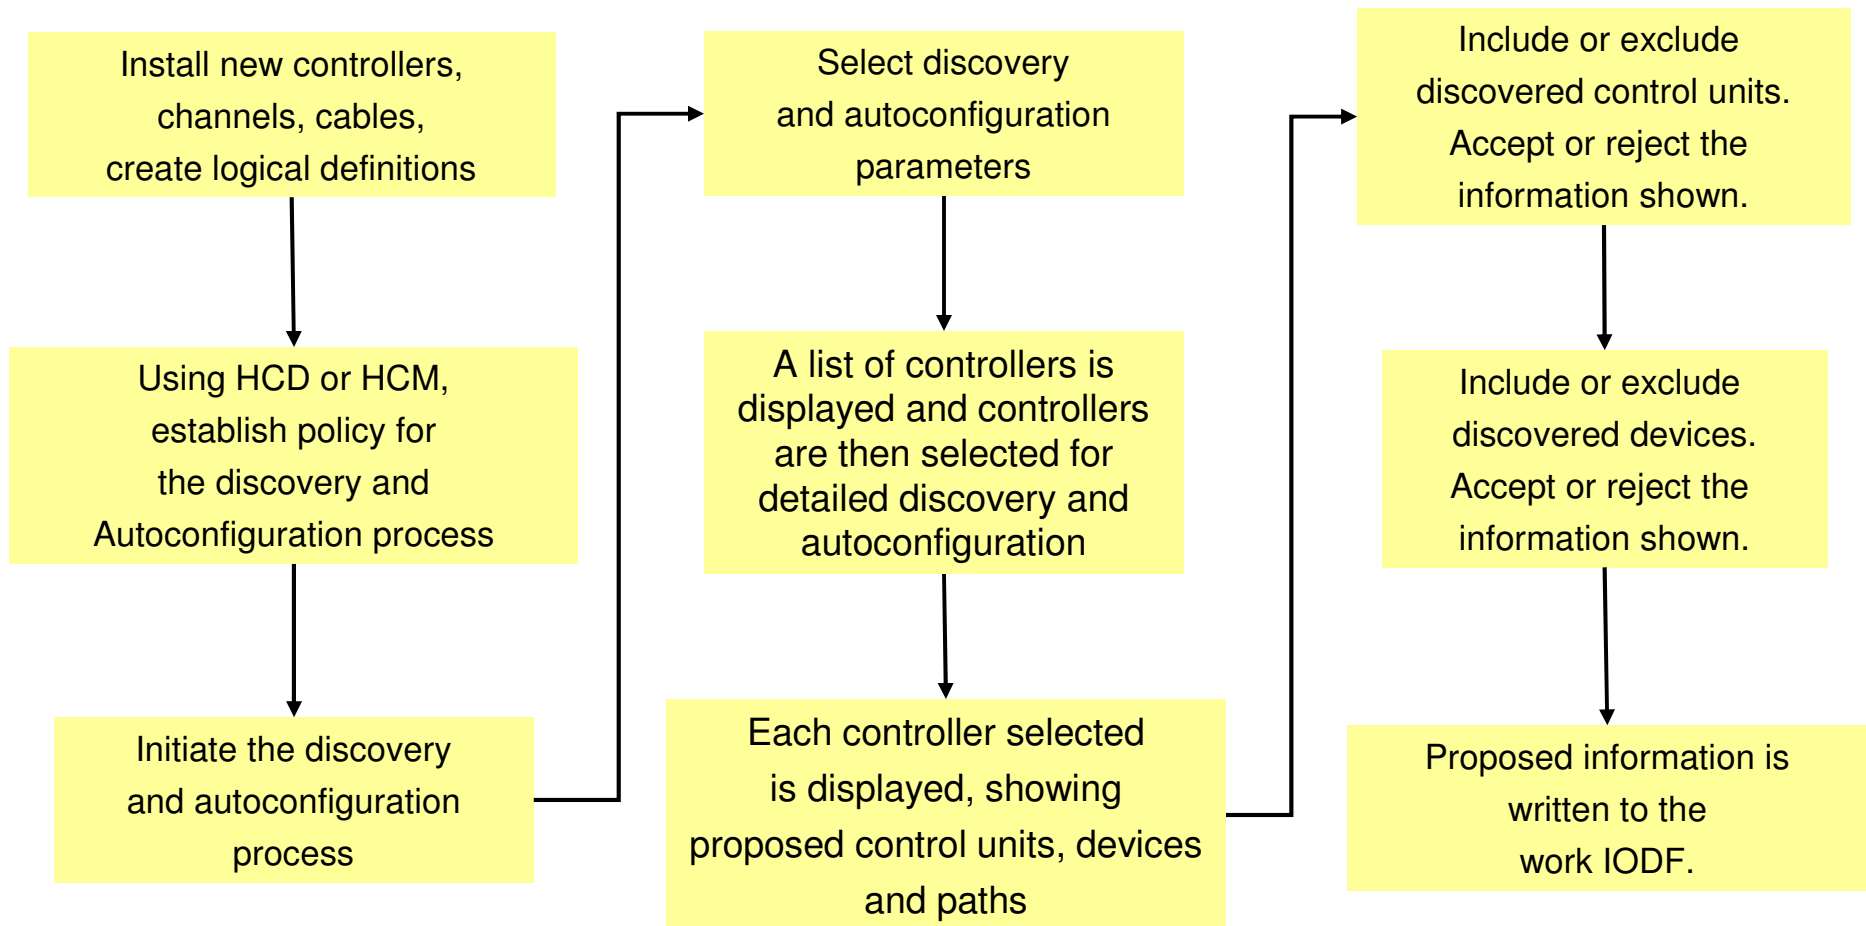 Install new controllers,
channels, cables,
create logical definitions
Using HCD or HCM,
establish policy for
the discovery and
Autoconfiguration process
Initiate the discovery
and autoconfiguration
process
Select discovery
and autoconfiguration
parameters
A list of controllers is
displayed and controllers
are then selected for
detailed discovery and
autoconfiguration
Each controller selected
is displayed, showing
proposed control units, devices
and paths
Include or exclude
discovered control units.
Accept or reject the
information shown.
Include or exclude
discovered devices.
Accept or reject the
information shown.
Proposed information is
written to the
work IODF.